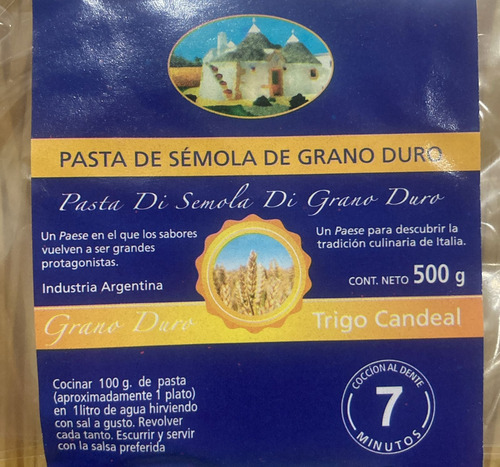 PASTA DE SÉMOLA DE GRANO DURO
Pasta Di Semola Di Grano Duro
Un Paese en el que los sabores
vuelven a ser grandes
protagonistas.
Industria Argentina
Un Paese para descubrir la
tradición culinaria de Italia.
CONT. NETO 500 g
Grano Duro
Trigo Candeal
Cocinar 100 g. de pasta
(aproximadamente 1 plato)
en 1litro de agua hirviendo
con sal a gusto. Revolver
cada tanto. Escurrir y servir
con la salsa preferida
COCCION AL DENTE
7
MINUTOS